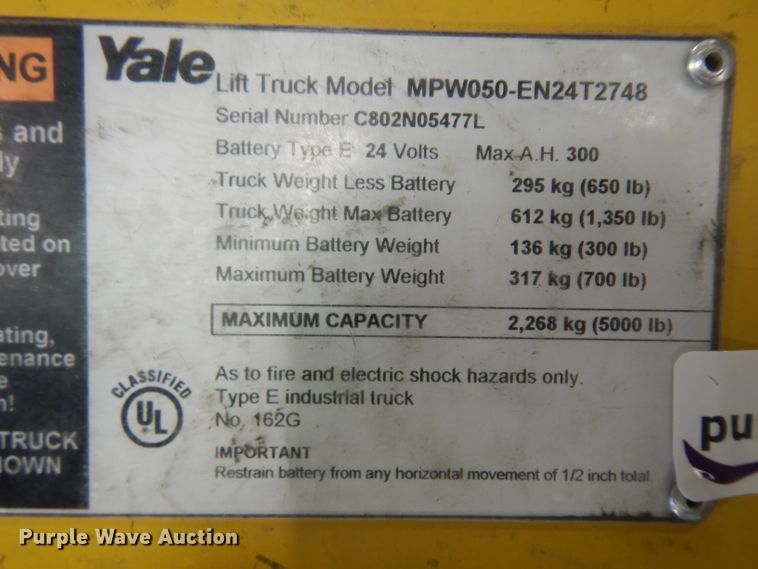 NG
s and
ly
ting
ted on
over
ating,
enance
e
n!
TRUCK
HOWN
Yale
Lift Truck Model MPW050-EN24T2748
Serial Number C802N05477L
Battery Type E 24 Volts Max A.H. 300
Truck Weight Less Battery 295 kg (650 lb)
Truck Weight Max Battery 612 kg (1,350 lb)
Minimum Battery Weight 136 kg (300 lb)
Maximum Battery Weight 317 kg (700 lb)
MAXIMUM CAPACITY 2,268 kg (5000 lb)
CLASSIFIED
UL
As to fire and electric shock hazards only.
Type E industrial truck
No. 162G
IMPORTANT
Restrain battery from any horizontal movement of 1/2 inch total.
pu
Purple Wave Auction